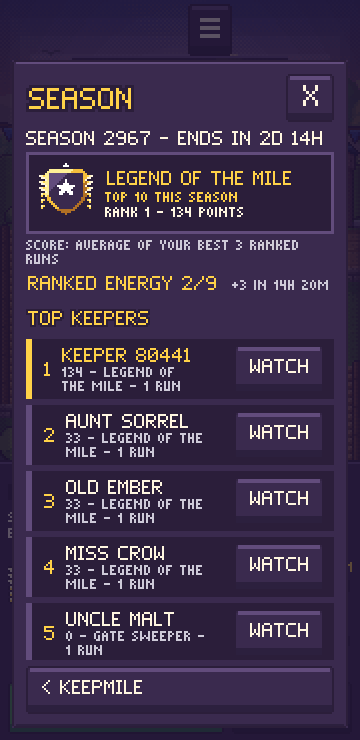 SEASON
X
SEASON 2967 - ENDS IN 2D 14H
LEGEND OF THE MILE
TOP 10 THIS SEASON
RANK 1 - 134 POINTS
SCORE: AVERAGE OF YOUR BEST 3 RANKED
RUNS
RANKED ENERGY 2/9 +3 IN 14H 20M
TOP KEEPERS
1 KEEPER 80441
134 - LEGEND OF
THE MILE - 1 RUN
WATCH
2 AUNT SORREL
33 - LEGEND OF THE
MILE - 1 RUN
WATCH
3 OLD EMBER
33 - LEGEND OF THE
MILE - 1 RUN
WATCH
4 MISS CROW
33 - LEGEND OF THE
MILE - 1 RUN
WATCH
5 UNCLE MALT
0 - GATE SWEEPER -
1 RUN
WATCH
< KEEPMILE